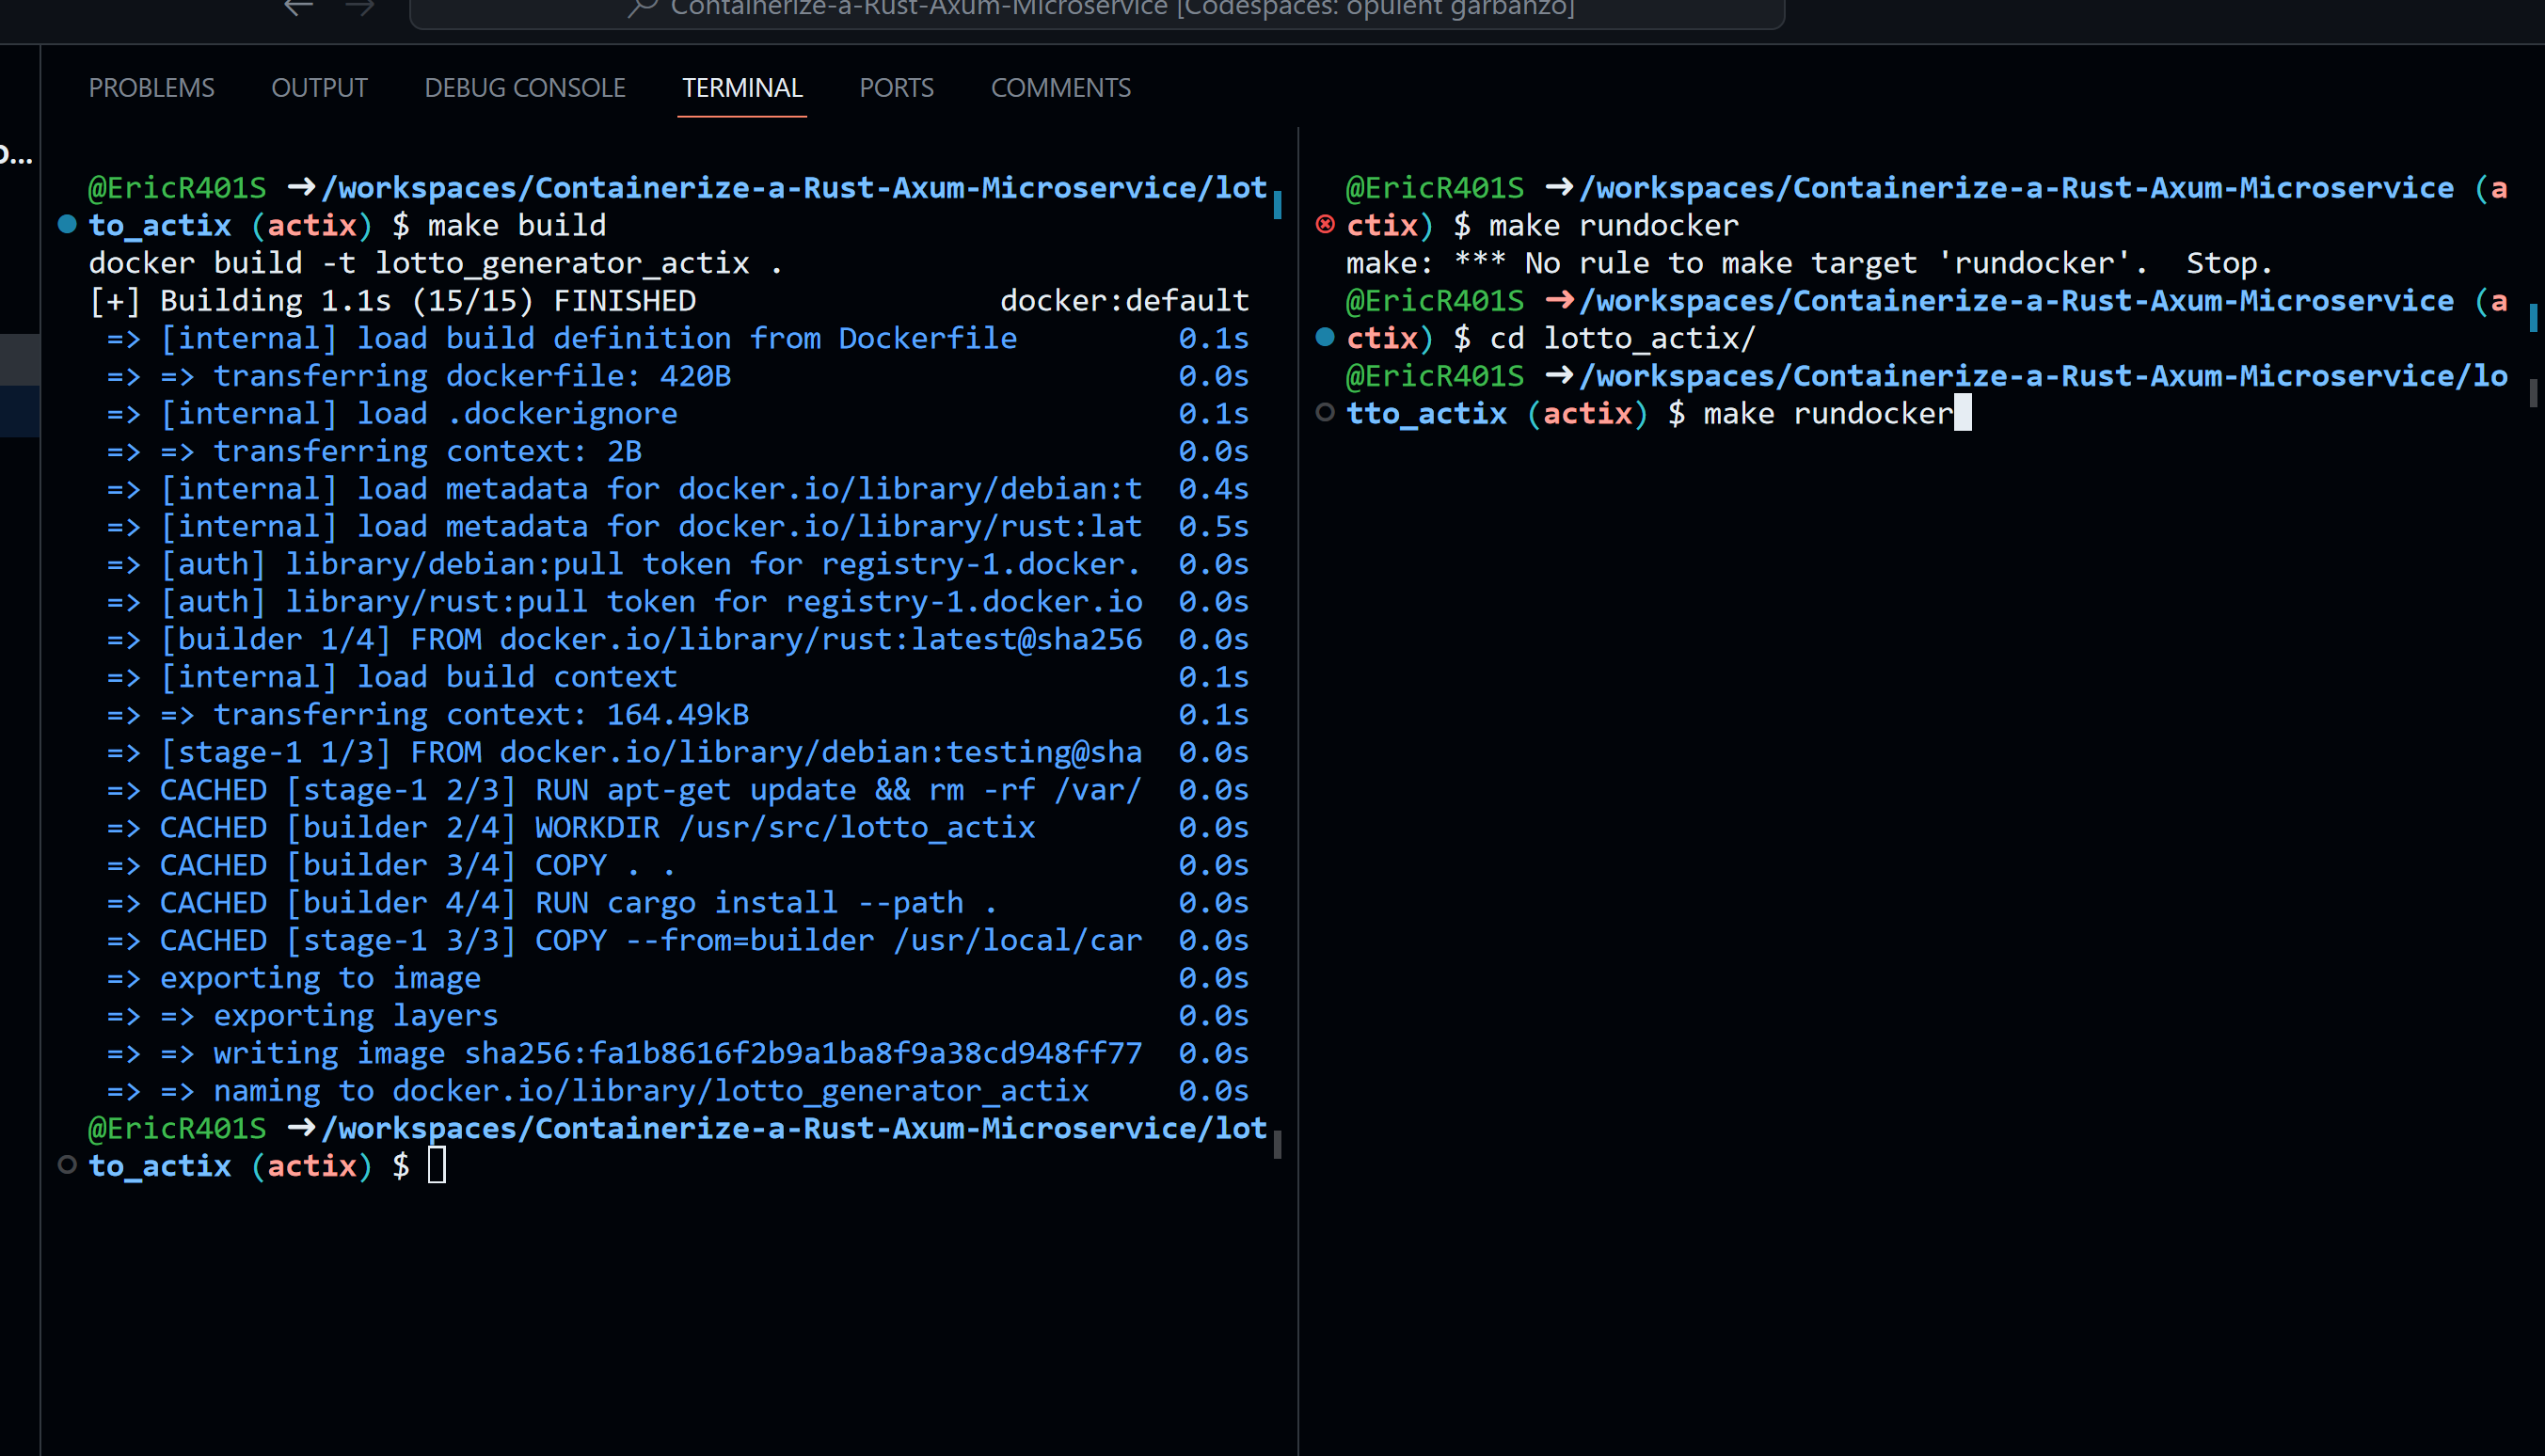 Containerize-a-Rust-Axum-Microservice [Codespaces: opulent garbanzo]
PROBLEMS OUTPUT DEBUG CONSOLE TERMINAL PORTS COMMENTS
@EricR401S ➜/workspaces/Containerize-a-Rust-Axum-Microservice/lot
to_actix (actix) $ make build
docker build -t lotto_generator_actix .
[+] Building 1.1s (15/15) FINISHED docker:default
=> [internal] load build definition from Dockerfile 0.1s
=> => transferring dockerfile: 420B 0.0s
=> [internal] load .dockerignore 0.1s
=> => transferring context: 2B 0.0s
=> [internal] load metadata for docker.io/library/debian:t 0.4s
=> [internal] load metadata for docker.io/library/rust:lat 0.5s
=> [auth] library/debian:pull token for registry-1.docker. 0.0s
=> [auth] library/rust:pull token for registry-1.docker.io 0.0s
=> [builder 1/4] FROM docker.io/library/rust:latest@sha256 0.0s
=> [internal] load build context 0.1s
=> => transferring context: 164.49kB 0.1s
=> [stage-1 1/3] FROM docker.io/library/debian:testing@sha 0.0s
=> CACHED [stage-1 2/3] RUN apt-get update && rm -rf /var/ 0.0s
=> CACHED [builder 2/4] WORKDIR /usr/src/lotto_actix 0.0s
=> CACHED [builder 3/4] COPY . . 0.0s
=> CACHED [builder 4/4] RUN cargo install --path . 0.0s
=> CACHED [stage-1 3/3] COPY --from=builder /usr/local/car 0.0s
=> exporting to image 0.0s
=> => exporting layers 0.0s
=> => writing image sha256:fa1b8616f2b9a1ba8f9a38cd948ff77 0.0s
=> => naming to docker.io/library/lotto_generator_actix 0.0s
@EricR401S ➜/workspaces/Containerize-a-Rust-Axum-Microservice/lot
to_actix (actix) $
@EricR401S ➜/workspaces/Containerize-a-Rust-Axum-Microservice (a
ctix) $ make rundocker
make: *** No rule to make target 'rundocker'.  Stop.
@EricR401S ➜/workspaces/Containerize-a-Rust-Axum-Microservice (a
ctix) $ cd lotto_actix/
@EricR401S ➜/workspaces/Containerize-a-Rust-Axum-Microservice/lo
tto_actix (actix) $ make rundocker